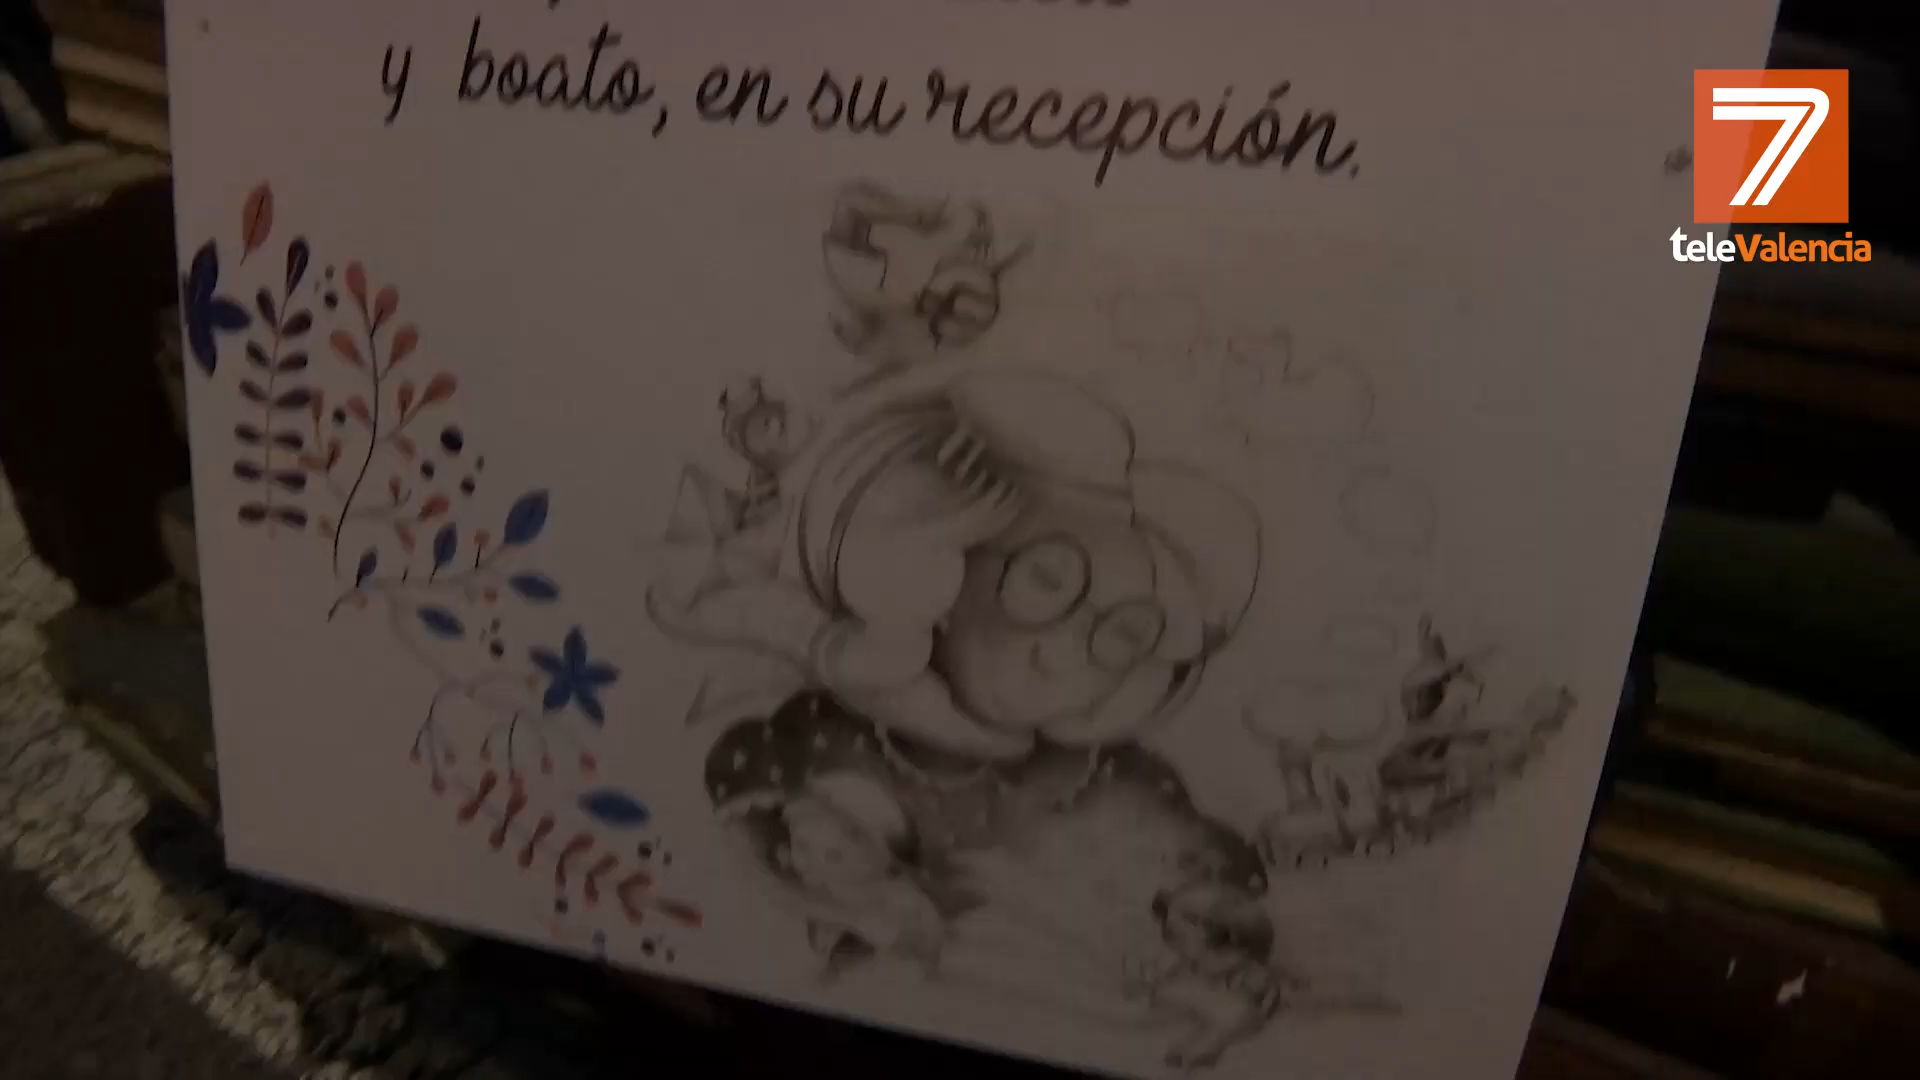 y boato, en su recepción.
7
teleValencia